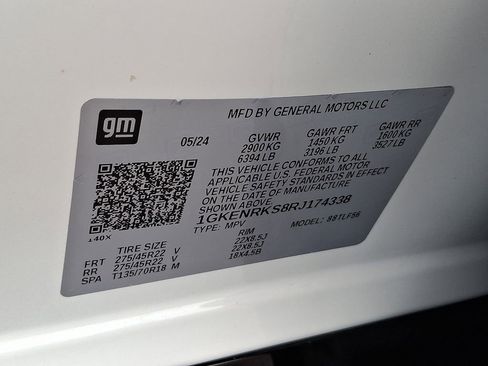 gm
MFD BY GENERAL MOTORS LLC
05/24 GVWR GAWR FRT GAWR RR
2900 KG 1450 KG 1600 KG
6394 LB 3196 LB 3527 LB
THIS VEHICLE CONFORMS TO ALL
APPLICABLE U.S. FEDERAL MOTOR
VEHICLE SAFETY STANDARDS IN EFFECT
ON THE DATE OF MANUFACTURE
1GKENRKS8RJ174338
140X TYPE: MPV MODEL:
TIRE SIZE RIM
FRT 275/45R22 V 22X8.5J
RR 275/45R22 V 22X8.5J
SPA T135/70R18 M 18X4.5B